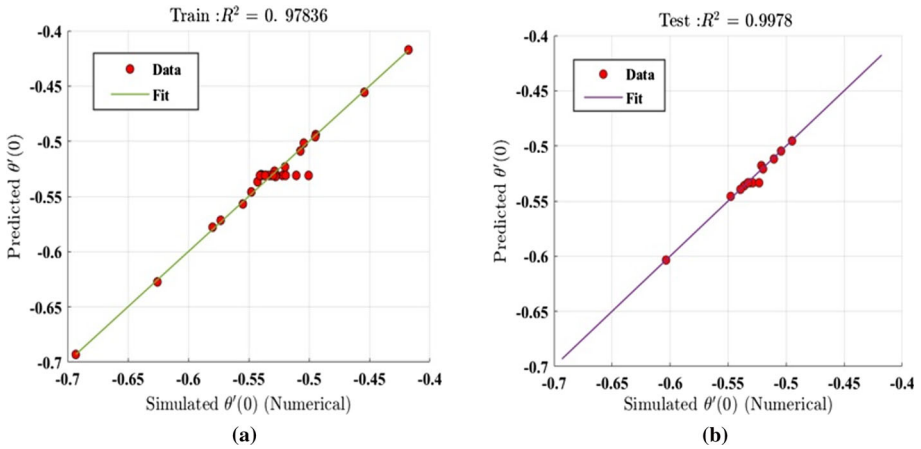 Train :R² = 0. 97836
Predicted θ′(0)
-0.4
-0.45
-0.5
-0.55
-0.6
-0.65
-0.7
Data
Fit
-0.7 -0.65 -0.6 -0.55 -0.5 -0.45 -0.4
Simulated θ′(0) (Numerical)
(a)
Test :R² = 0.9978
Predicted θ′(0)
-0.4
-0.45
-0.5
-0.55
-0.6
-0.65
-0.7
Data
Fit
-0.7 -0.65 -0.6 -0.55 -0.5 -0.45 -0.4
Simulated θ′(0) (Numerical)
(b)